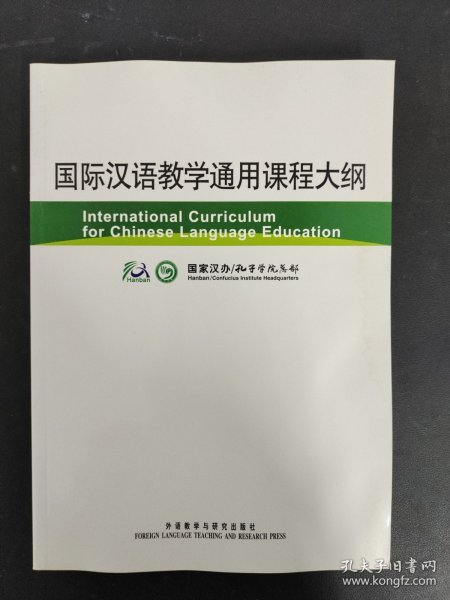 国际汉语教学通用课程大纲
International Curriculum
for Chinese Language Education
Hanban
国家汉办/孔子学院总部
Hanban/Confucius Institute Headquarters
外语教学与研究出版社
FOREIGN LANGUAGE TEACHING AND RESEARCH PRESS
孔夫子旧书网
www.kongfz.com